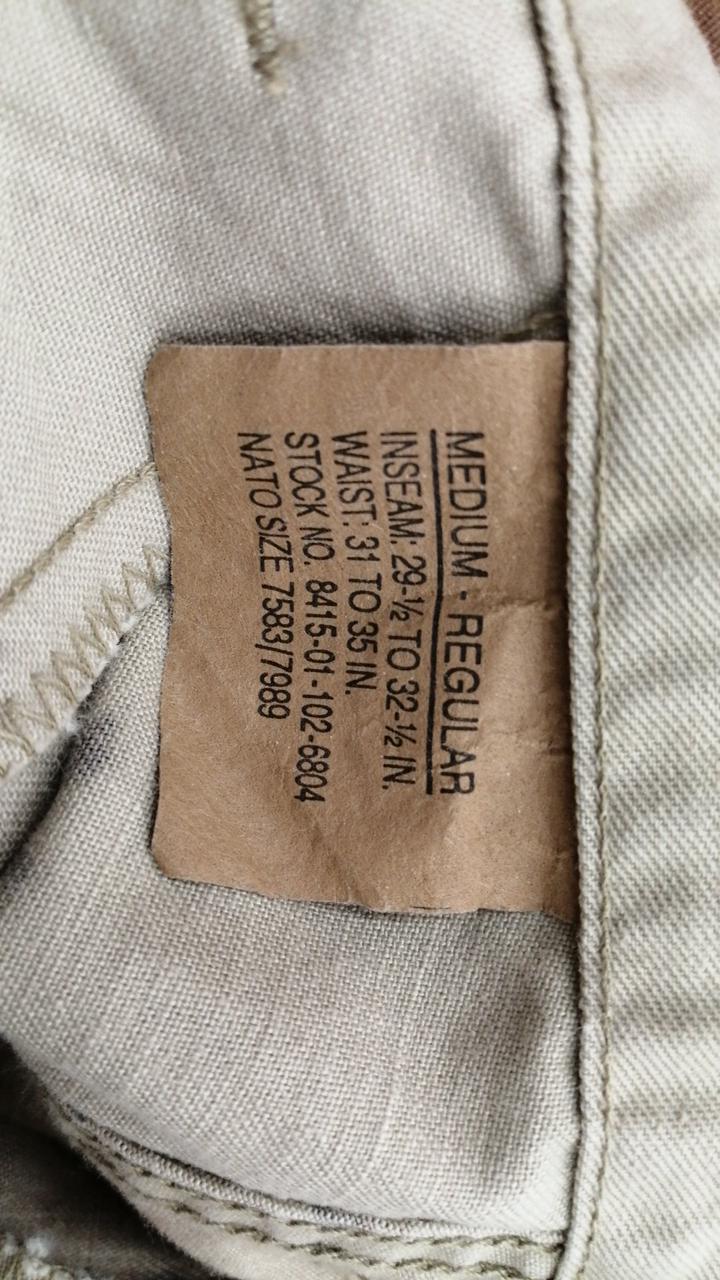 MEDIUM - REGULAR
INSEAM: 29-½ TO 32-½ IN.
WAIST: 31 TO 35 IN.
STOCK NO. 8415-01-102-6804
NATO SIZE 7583/7989